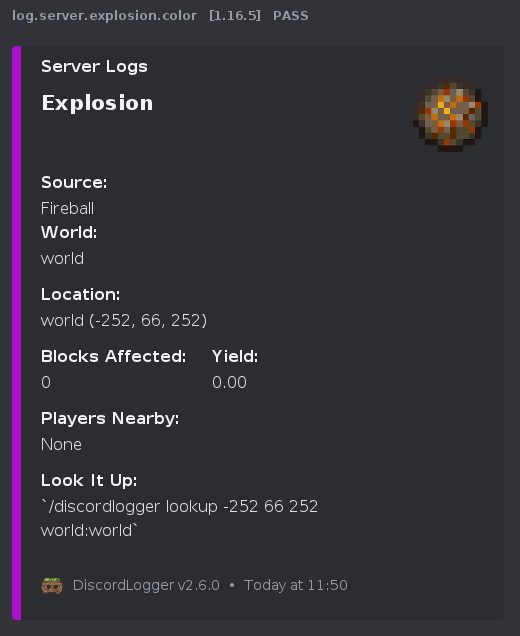 log.server.explosion.color [1.16.5] PASS
Server Logs
Explosion
Source:
Fireball
World:
world
Location:
world (-252, 66, 252)
Blocks Affected: Yield:
0 0.00
Players Nearby:
None
Look It Up:
`/discordlogger lookup -252 66 252
world:world`
DiscordLogger v2.6.0 • Today at 11:50